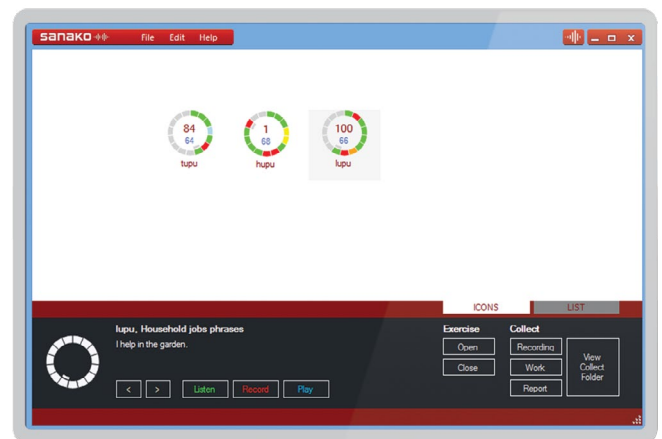 sanako File Edit Help
84
64
tupu
1
68
hupu
100
66
lupu
ICONS LIST
lupu, Household jobs phrases
I help in the garden.
< > Listen Record Play
Exercise
Open
Close
Collect
Recording
Work
Report
View
Collect
Folder